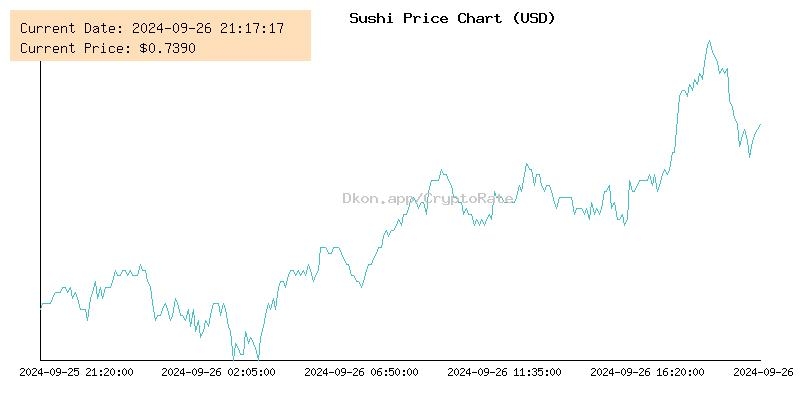 Sushi Price Chart (USD)
Current Date: 2024-09-26 21:17:17
Current Price: $0.7390
Dkon.app/CryptoRate
2024-09-25 21:20:00 2024-09-26 02:05:00 2024-09-26 06:50:00 2024-09-26 11:35:00 2024-09-26 16:20:00 2024-09-26